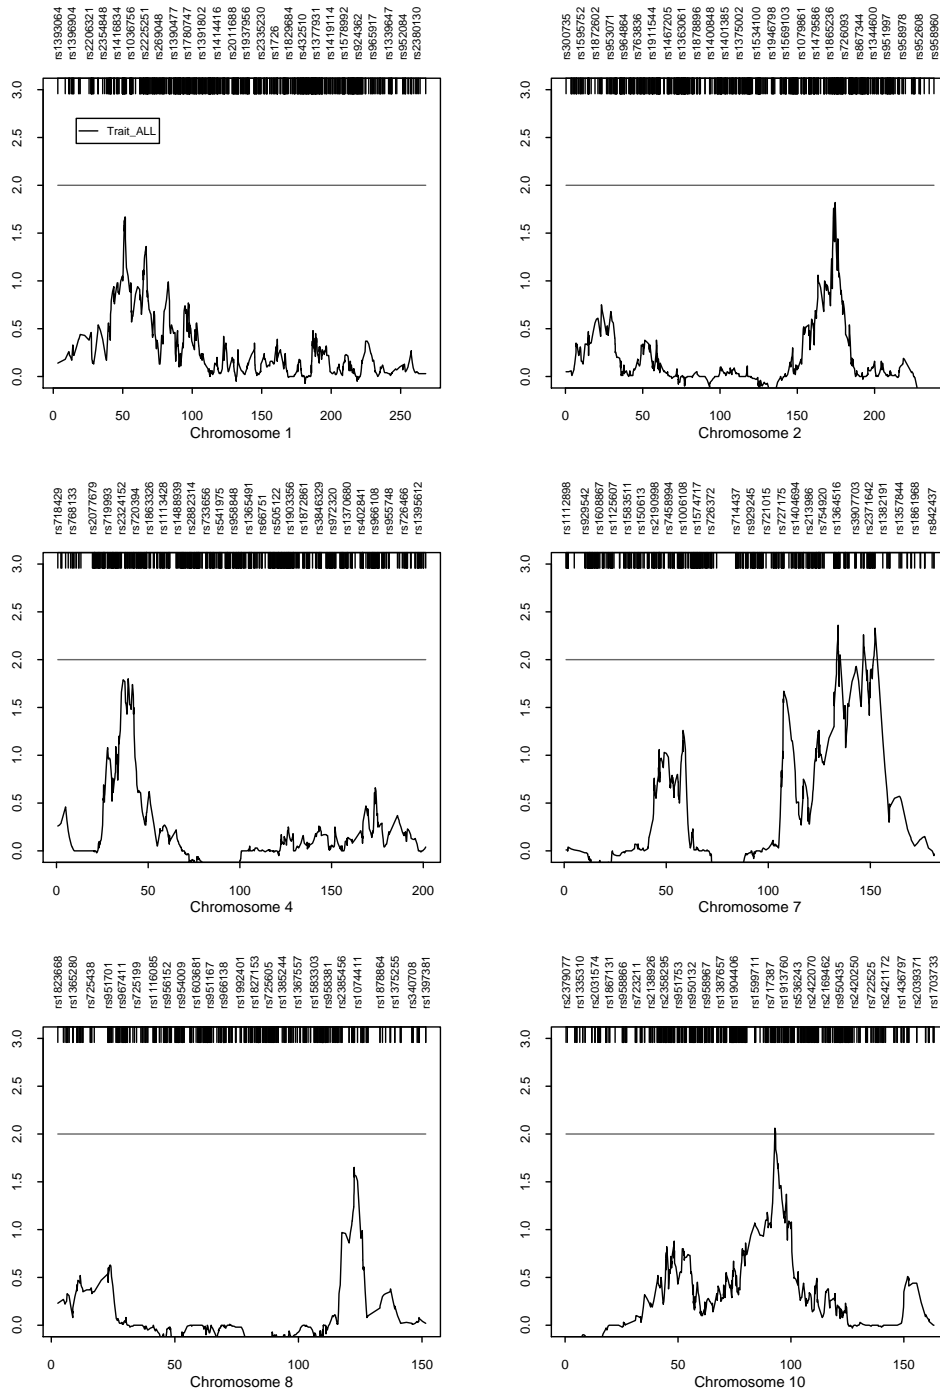 rs1393064
rs1396904
rs2206321
rs2354848
rs1416834
rs1036756
rs2225251
rs2690048
rs1390477
rs1780747
rs1391802
rs1414416
rs2011688
rs1937956
rs2335230
rs1726
rs1829684
rs432510
rs1377931
rs1419114
rs1578992
rs924362
rs965917
rs1339647
rs952084
rs2380130
3.0
2.5
2.0
1.5
1.0
0.5
0.0
Trait_ALL
0 50 100 150 200 250
Chromosome 1
rs300735
rs1595752
rs1872602
rs953071
rs964864
rs763836
rs1911544
rs1467205
rs1363061
rs1878896
rs1400848
rs1401385
rs1375002
rs1534100
rs1946798
rs1569103
rs1079861
rs1479586
rs1865236
rs726093
rs867344
rs1344600
rs951997
rs958978
rs952608
rs958960
3.0
2.5
2.0
1.5
1.0
0.5
0.0
0 50 100 150 200
Chromosome 2
rs718429
rs768133
rs2077679
rs719993
rs2324152
rs720394
rs1863326
rs1113428
rs1488939
rs2882314
rs733656
rs541975
rs958848
rs1365491
rs66751
rs505122
rs1903356
rs1872861
rs3846329
rs972320
rs1370680
rs402841
rs966108
rs955748
rs726466
rs1395612
3.0
2.5
2.0
1.5
1.0
0.5
0.0
0 50 100 150 200
Chromosome 4
rs1112898
rs929542
rs1608867
rs1125607
rs1583511
rs150613
rs2190998
rs7458994
rs1006108
rs1574717
rs726372
rs714437
rs929245
rs721015
rs727175
rs1404694
rs213986
rs754920
rs1364516
rs3907703
rs2371642
rs1382191
rs1357844
rs1861968
rs842437
3.0
2.5
2.0
1.5
1.0
0.5
0.0
0 50 100 150
Chromosome 7
rs1823668
rs1365280
rs725438
rs951701
rs967411
rs725199
rs1116085
rs956152
rs954009
rs1603681
rs951167
rs966138
rs1992401
rs1827153
rs725605
rs1385244
rs1367557
rs1583303
rs958381
rs2385456
rs1074411
rs1878864
rs1375255
rs340708
rs1397381
3.0
2.5
2.0
1.5
1.0
0.5
0.0
0 50 100 150
Chromosome 8
rs2379077
rs1335310
rs2031574
rs1867131
rs958866
rs723211
rs2138926
rs2358295
rs951753
rs950132
rs958967
rs1387657
rs1904406
rs1599711
rs717387
rs1913760
rs536243
rs2422070
rs2169462
rs950435
rs2420250
rs722525
rs2421172
rs1436797
rs2039371
rs1703733
3.0
2.5
2.0
1.5
1.0
0.5
0.0
0 50 100 150
Chromosome 10